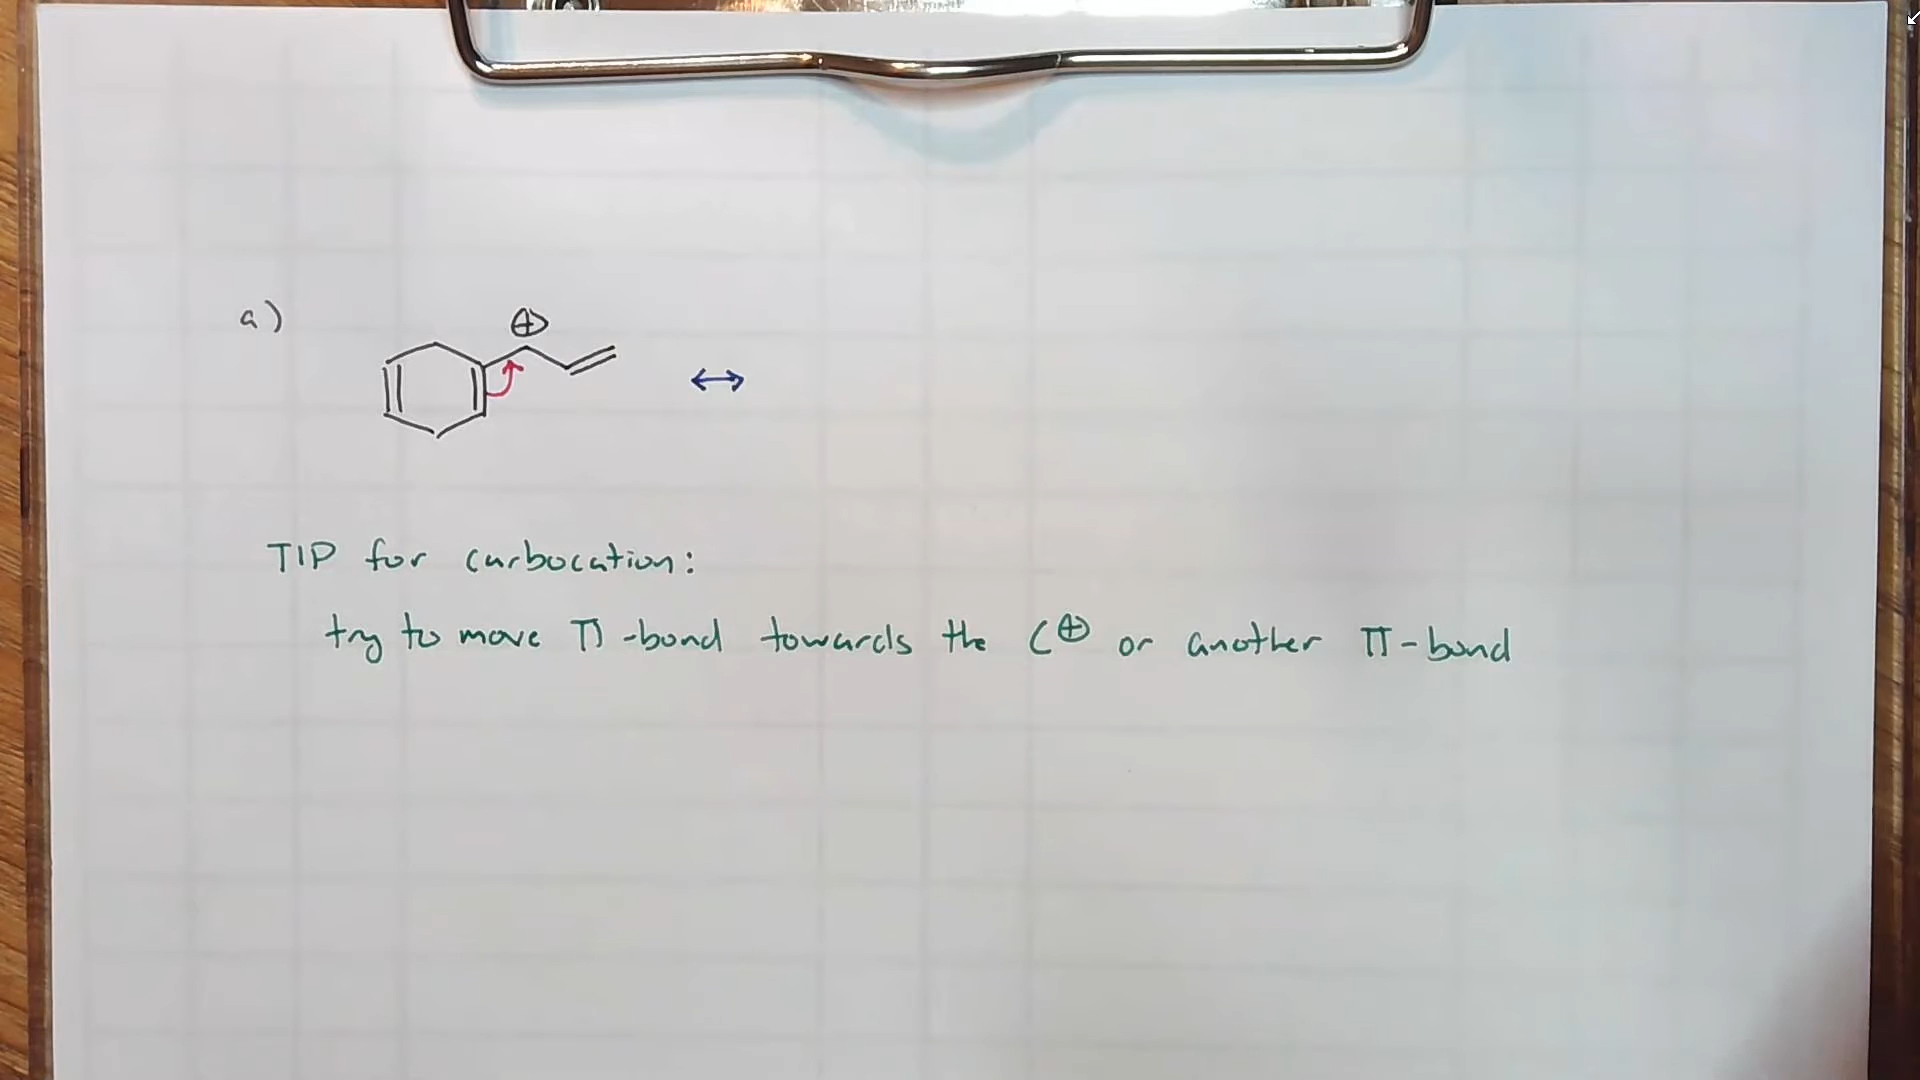 a)
⊕
↔
TIP for carbocation:
try to move π-bond towards the C⊕ or another π-bond